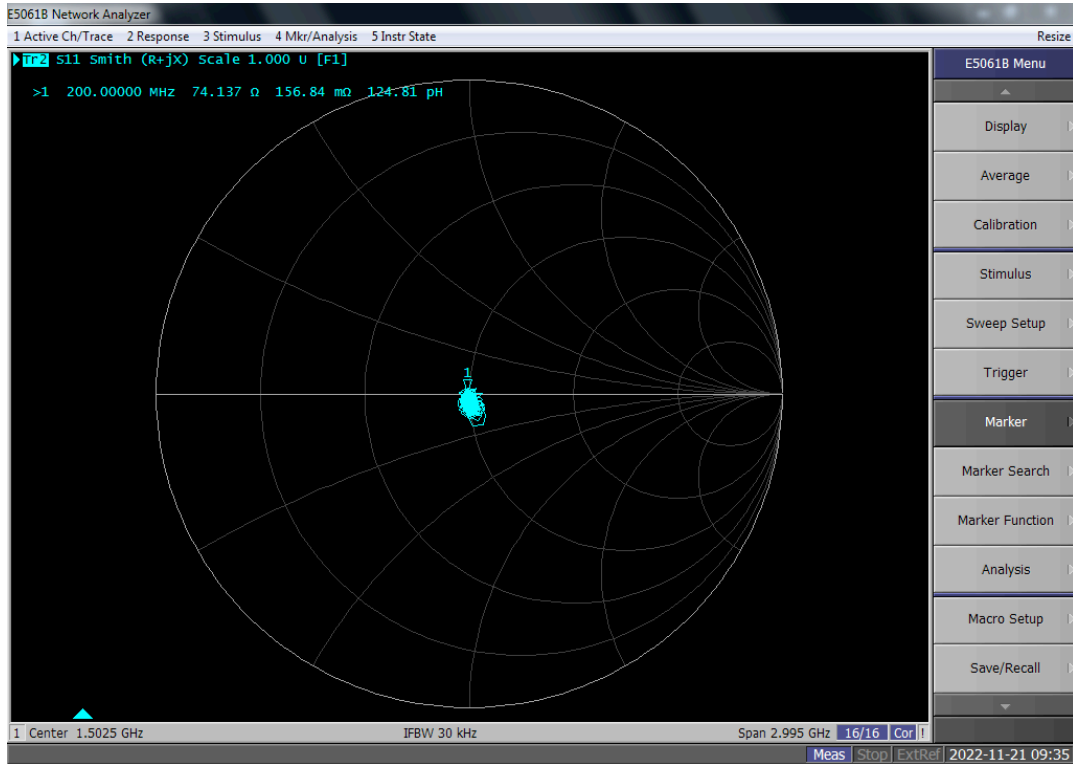 E5061B Network Analyzer
1 Active Ch/Trace 2 Response 3 Stimulus 4 Mkr/Analysis 5 Instr State Resize
Tr2 S11 Smith (R+jX) Scale 1.000 U [F1]
>1 200.00000 MHz 74.137 Ω 156.84 mΩ 124.81 pH
1
E5061B Menu
Display
Average
Calibration
Stimulus
Sweep Setup
Trigger
Marker
Marker Search
Marker Function
Analysis
Macro Setup
Save/Recall
1 Center 1.5025 GHz IFBW 30 kHz Span 2.995 GHz 16/16 Cor !
Meas Stop ExtRef 2022-11-21 09:35